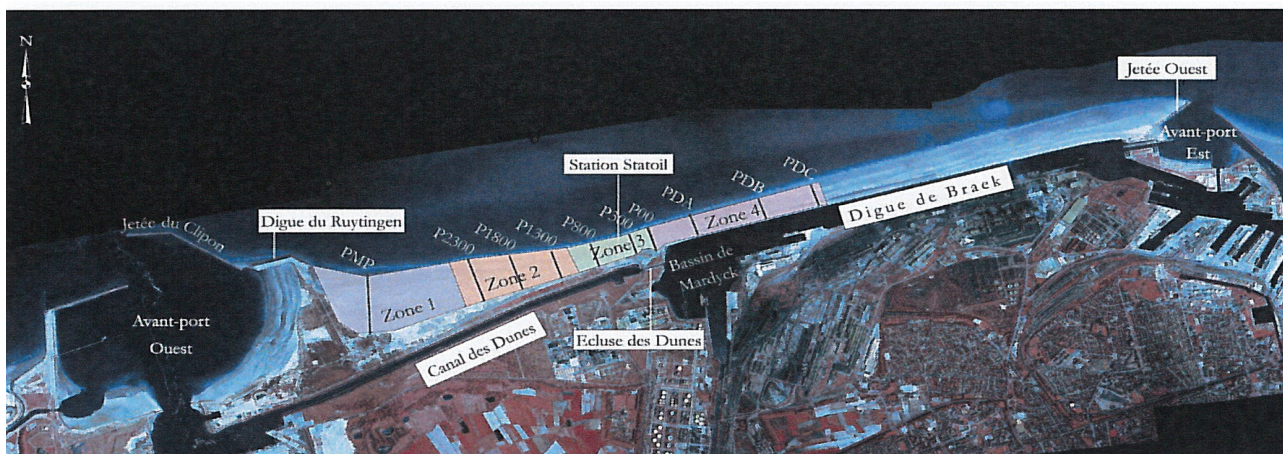 N
Jetée Ouest
Avant-port
Est
Station Statoil
PDC
PDB
PDA
P00
P300
P800
P1300
P1800
P2300
PMP
Jetée du Clipon
Digue du Ruytingen
Zone 1
Zone 2
Zone 3
Zone 4
Digue de Braek
Bassin de
Mardyck
Avant-port
Ouest
Canal des Dunes
Ecluse des Dunes